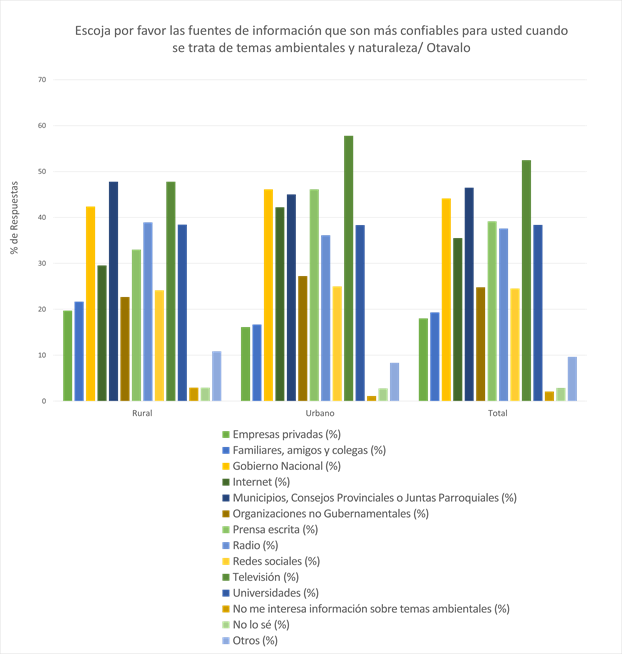 Escoja por favor las fuentes de información que son más confiables para usted cuando
se trata de temas ambientales y naturaleza/ Otavalo
% de Respuestas
70
60
50
40
30
20
10
0
Rural
Urbano
Total
Empresas privadas (%)
Familiares, amigos y colegas (%)
Gobierno Nacional (%)
Internet (%)
Municipios, Consejos Provinciales o Juntas Parroquiales (%)
Organizaciones no Gubernamentales (%)
Prensa escrita (%)
Radio (%)
Redes sociales (%)
Televisión (%)
Universidades (%)
No me interesa información sobre temas ambientales (%)
No lo sé (%)
Otros (%)